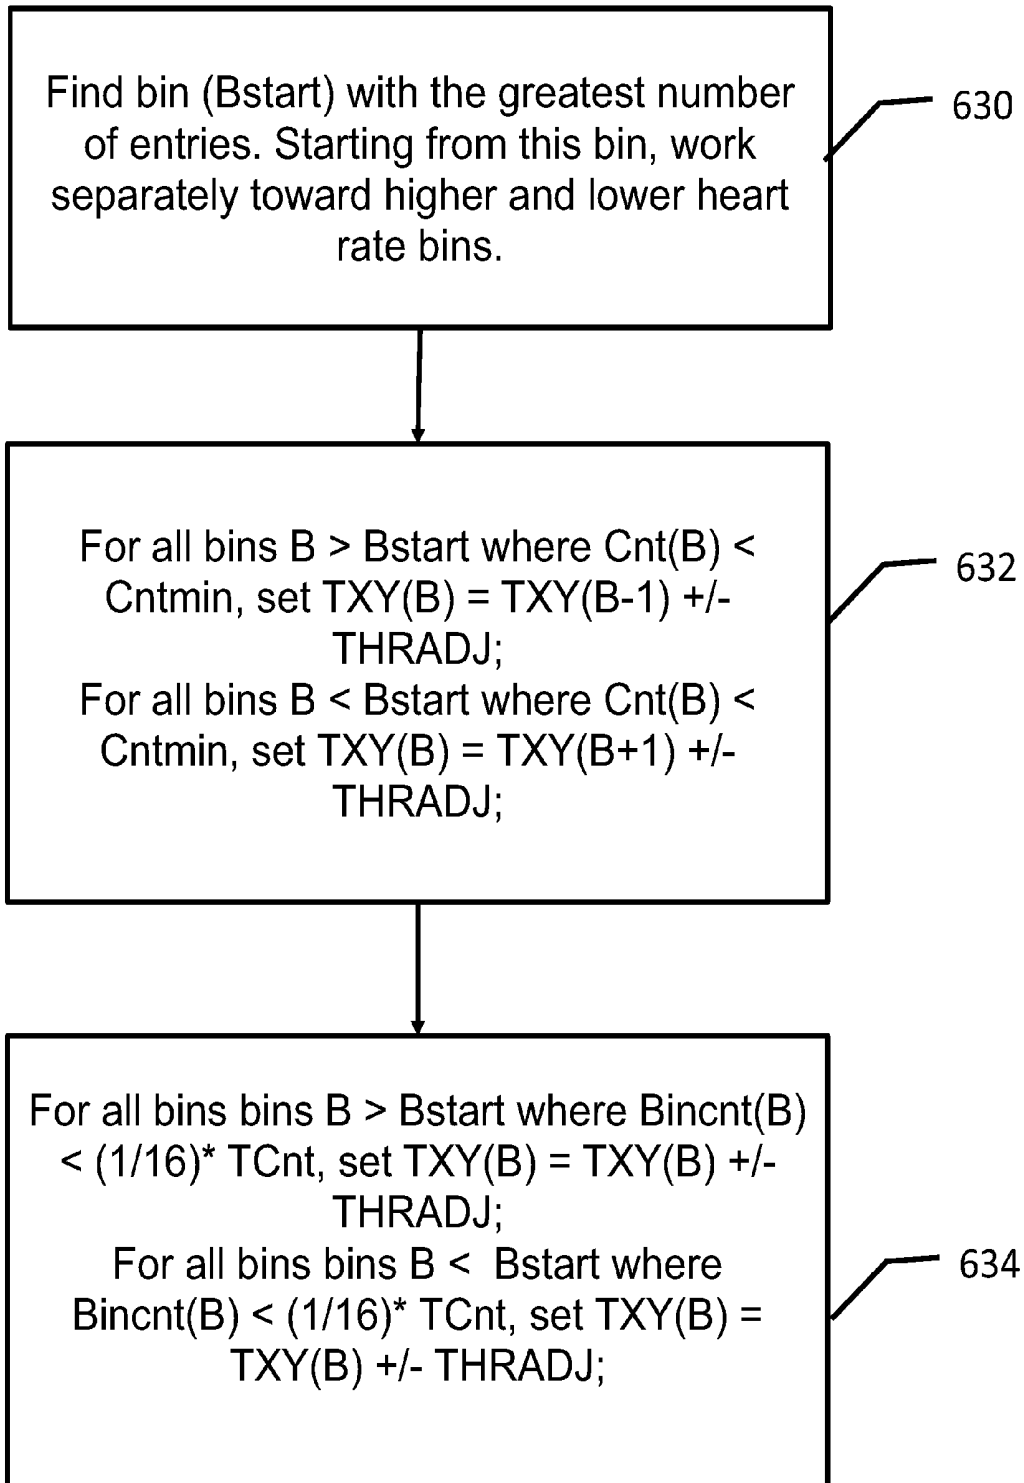 Find bin (Bstart) with the greatest number
of entries. Starting from this bin, work
separately toward higher and lower heart
rate bins.
630
For all bins B > Bstart where Cnt(B) <
Cntmin, set TXY(B) = TXY(B-1) +/-
THRADJ;
For all bins B < Bstart where Cnt(B) <
Cntmin, set TXY(B) = TXY(B+1) +/-
THRADJ;
632
For all bins bins B > Bstart where Bincnt(B)
< (1/16)* TCnt, set TXY(B) = TXY(B) +/-
THRADJ;
For all bins bins B < Bstart where
Bincnt(B) < (1/16)* TCnt, set TXY(B) =
TXY(B) +/- THRADJ;
634